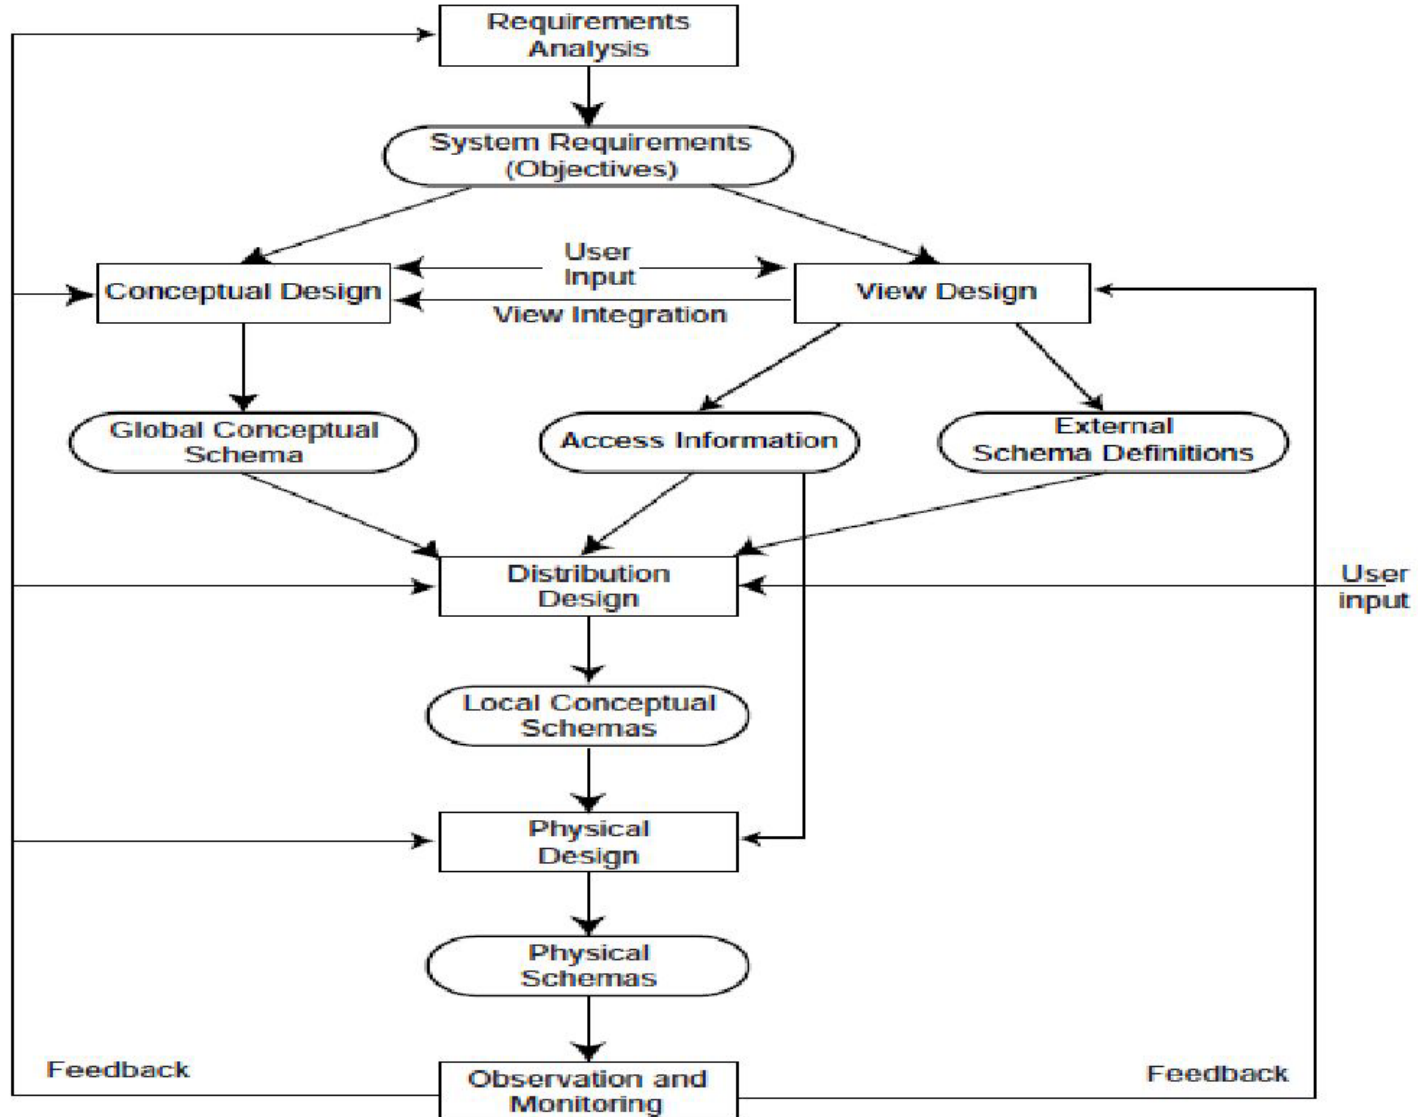 Requirements
Analysis
System Requirements
(Objectives)
User
Input
Conceptual Design
View Design
View Integration
Global Conceptual
Schema
Access Information
External
Schema Definitions
Distribution
Design
User
input
Local Conceptual
Schemas
Physical
Design
Physical
Schemas
Feedback
Observation and
Monitoring
Feedback